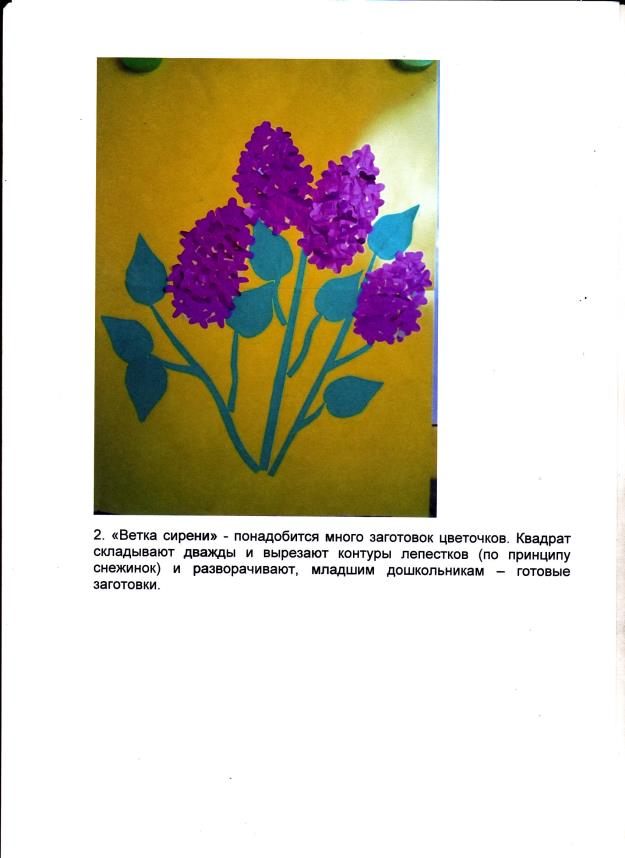 2. «Ветка сирени» - понадобится много заготовок цветочков. Квадрат
складывают дважды и вырезают контуры лепестков (по принципу
снежинок) и разворачивают, младшим дошкольникам – готовые
заготовки.